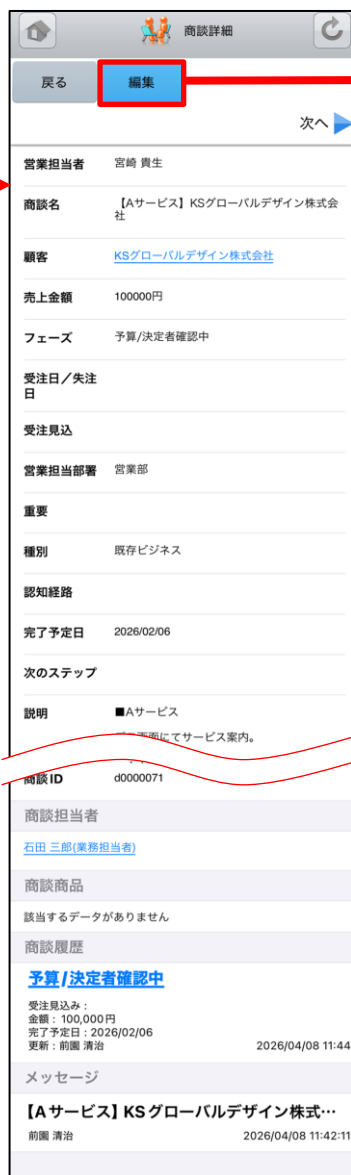 商談詳細
戻る
編集
次へ
営業担当者 宮崎 貴生
商談名 【Aサービス】KSグローバルデザイン株式会
社
顧客 KSグローバルデザイン株式会社
売上金額 100000円
フェーズ 予算/決定者確認中
受注日／失注
日
受注見込
営業担当部署 営業部
重要
種別 既存ビジネス
認知経路
完了予定日 2026/02/06
次のステップ
説明 ■Aサービス
画面にてサービス案内。
商談ID d0000071
商談担当者
石田 三郎(業務担当者)
商談商品
該当するデータがありません
商談履歴
予算/決定者確認中
受注見込み：
金額：100,000円
完了予定日：2026/02/06
更新：前園 清治 2026/04/08 11:44
メッセージ
【Aサービス】KSグローバルデザイン株式…
前園 清治 2026/04/08 11:42:11